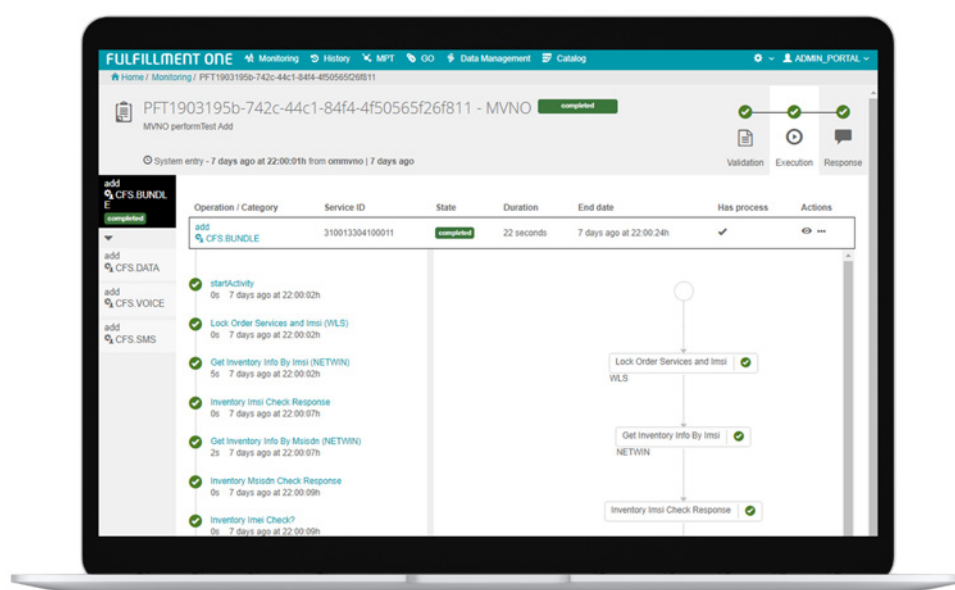 FULFILLMENT ONE Monitoring History MPT GO Data Management Catalog ADMIN_PORTAL
Home / Monitoring / PFT1903195b-742c-44c1-84f4-4f50565f26f811
PFT1903195b-742c-44c1-84f4-4f50565f26f811 - MVNO completed
MVNO performTest Add
System entry - 7 days ago at 22:00:01h from ommvno | 7 days ago
Validation Execution Response
add
CFS.BUNDL
E
completed
add
CFS.DATA
add
CFS.VOICE
add
CFS.SMS
Operation / Category Service ID State Duration End date Has process Actions
add
CFS.BUNDLE 310013304100011 completed 22 seconds 7 days ago at 22:00:24h
startActivity
0s 7 days ago at 22:00:02h
Lock Order Services and Imsi (WLS)
0s 7 days ago at 22:00:02h
Get Inventory Info By Imsi (NETWIN)
5s 7 days ago at 22:00:02h
Inventory Imsi Check Response
0s 7 days ago at 22:00:07h
Get Inventory Info By Msisdn (NETWIN)
2s 7 days ago at 22:00:07h
Inventory Msisdn Check Response
0s 7 days ago at 22:00:09h
Inventory Imei Check?
0s 7 days ago at 22:00:09h
Lock Order Services and Imsi
WLS
Get Inventory Info By Imsi
NETWIN
Inventory Imsi Check Response